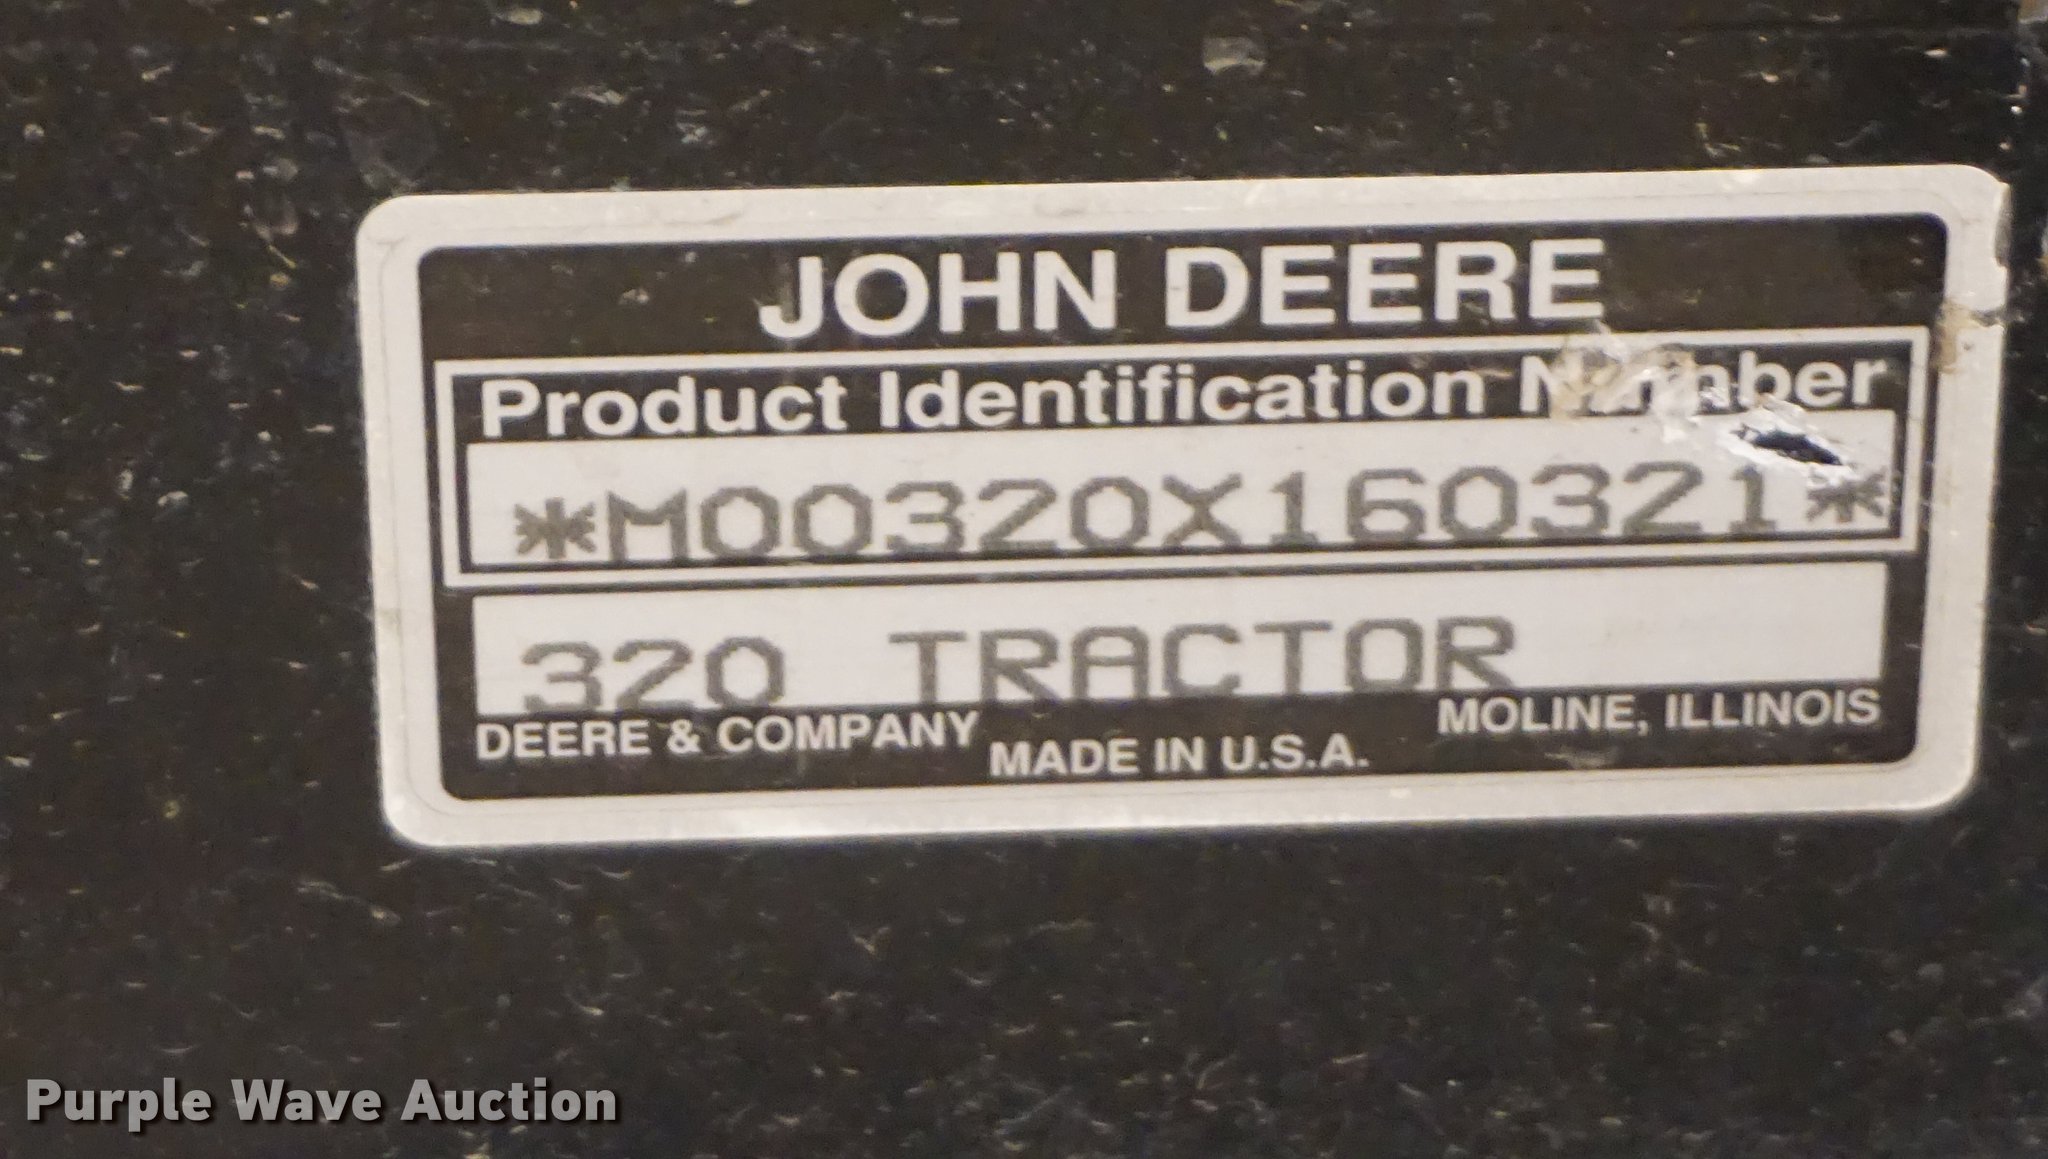 JOHN DEERE
Product Identification Number
*M00320X160321*
320 TRACTOR
DEERE & COMPANY MOLINE, ILLINOIS
MADE IN U.S.A.
Purple Wave Auction